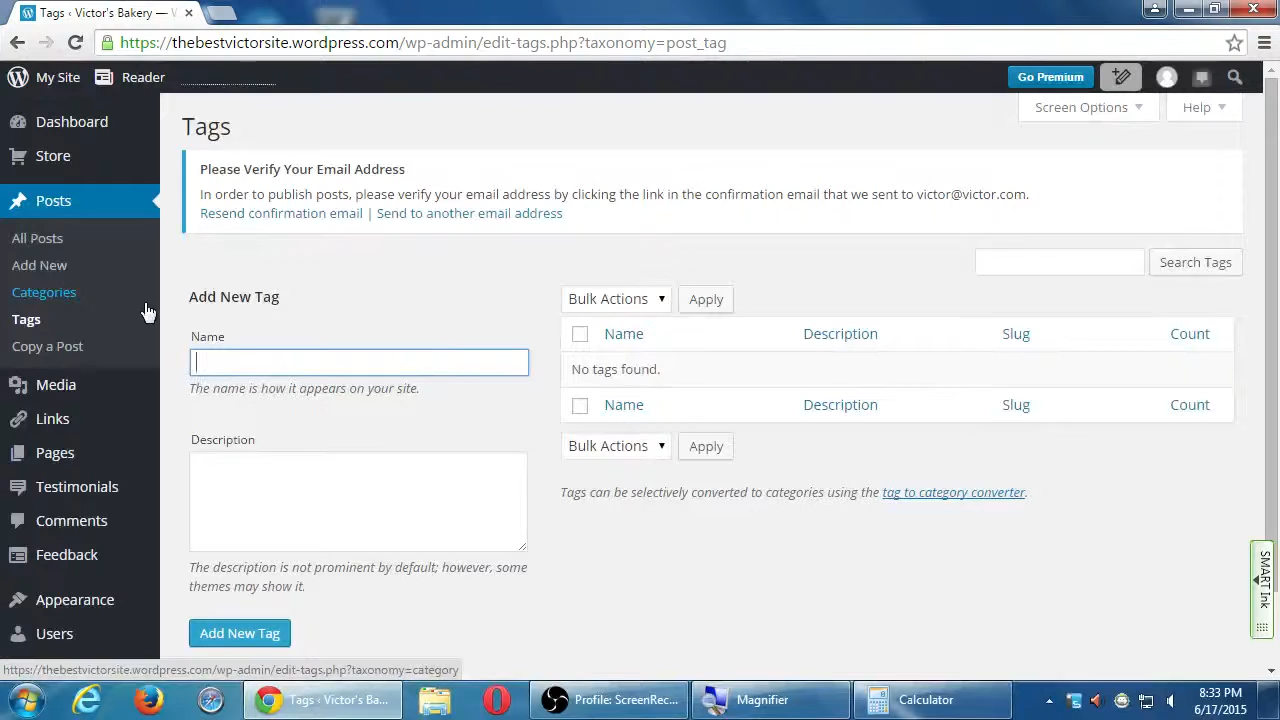 Tags ‹ Victor's Bakery — W
https://thebestvictorsite.wordpress.com/wp-admin/edit-tags.php?taxonomy=post_tag
My Site
Reader
Go Premium
Dashboard
Store
Posts
All Posts
Add New
Categories
Tags
Copy a Post
Media
Links
Pages
Testimonials
Comments
Feedback
Appearance
Users
Screen Options
Help
Tags
Please Verify Your Email Address
In order to publish posts, please verify your email address by clicking the link in the confirmation email that we sent to victor@victor.com.
Resend confirmation email | Send to another email address
Search Tags
Add New Tag
Name
The name is how it appears on your site.
Description
The description is not prominent by default; however, some
themes may show it.
Add New Tag
Bulk Actions
Apply
Name Description Slug Count
No tags found.
Name Description Slug Count
Bulk Actions
Apply
Tags can be selectively converted to categories using the tag to category converter.
SMART Ink
https://thebestvictorsite.wordpress.com/wp-admin/edit-tags.php?taxonomy=category
Tags ‹ Victor's Ba...
Profile: ScreenRec...
Magnifier
Calculator
8:33 PM
6/17/2015